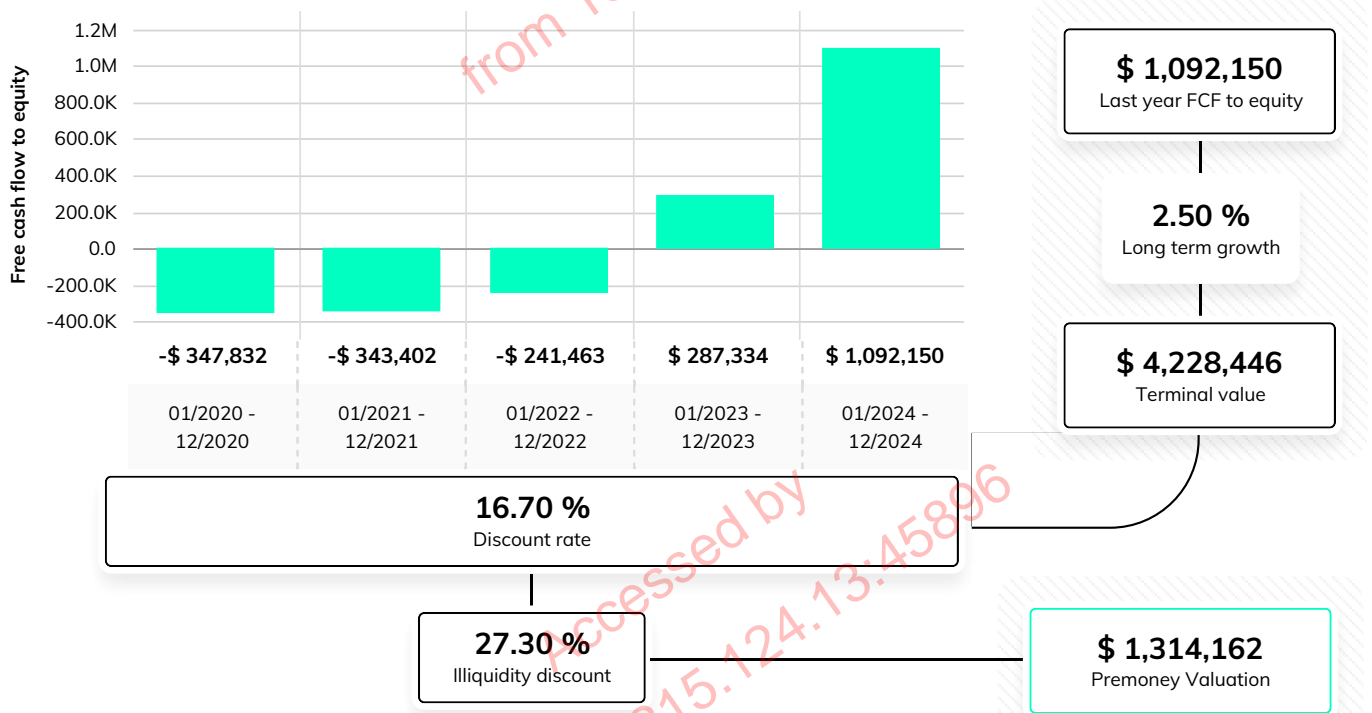 Free cash flow to equity
1.2M
1.0M
800.0K
600.0K
400.0K
200.0K
0.0
-200.0K
-400.0K
-$ 347,832
-$ 343,402
-$ 241,463
$ 287,334
$ 1,092,150
01/2020 -
12/2020
01/2021 -
12/2021
01/2022 -
12/2022
01/2023 -
12/2023
01/2024 -
12/2024
16.70 %
Discount rate
27.30 %
Illiquidity discount
$ 1,092,150
Last year FCF to equity
2.50 %
Long term growth
$ 4,228,446
Terminal value
$ 1,314,162
Premoney Valuation
from
Accessed by
215.124.13:45896